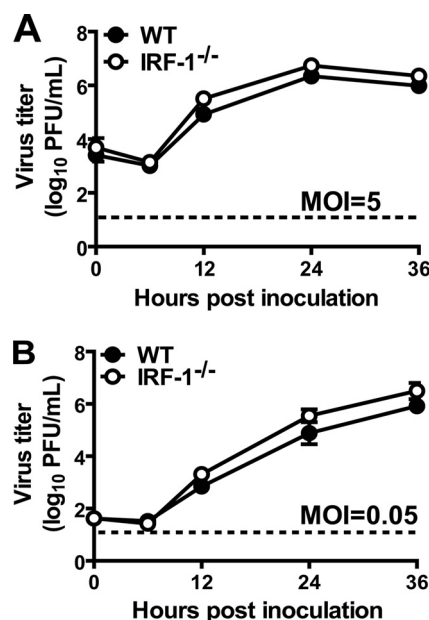 A
WT
IRF-1-/-
8
6
4
2
0
Virus titer
(log10 PFU/mL)
MOI=5
0 12 24 36
Hours post inoculation
B
WT
IRF-1-/-
8
6
4
2
0
Virus titer
(log10 PFU/mL)
MOI=0.05
0 12 24 36
Hours post inoculation